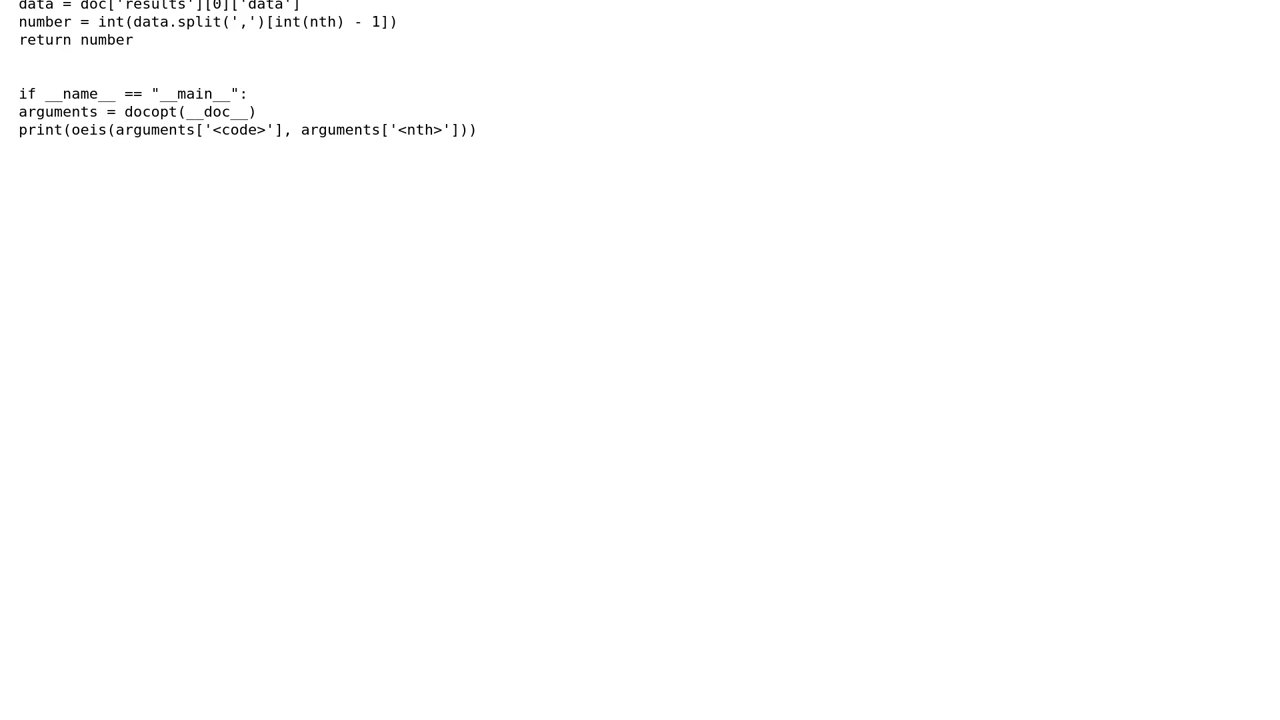 data = doc['results'][0]['data']
number = int(data.split(',')[int(nth) - 1])
return number
if __name__ == "__main__":
arguments = docopt(__doc__)
print(oeis(arguments['<code>'], arguments['<nth>']))